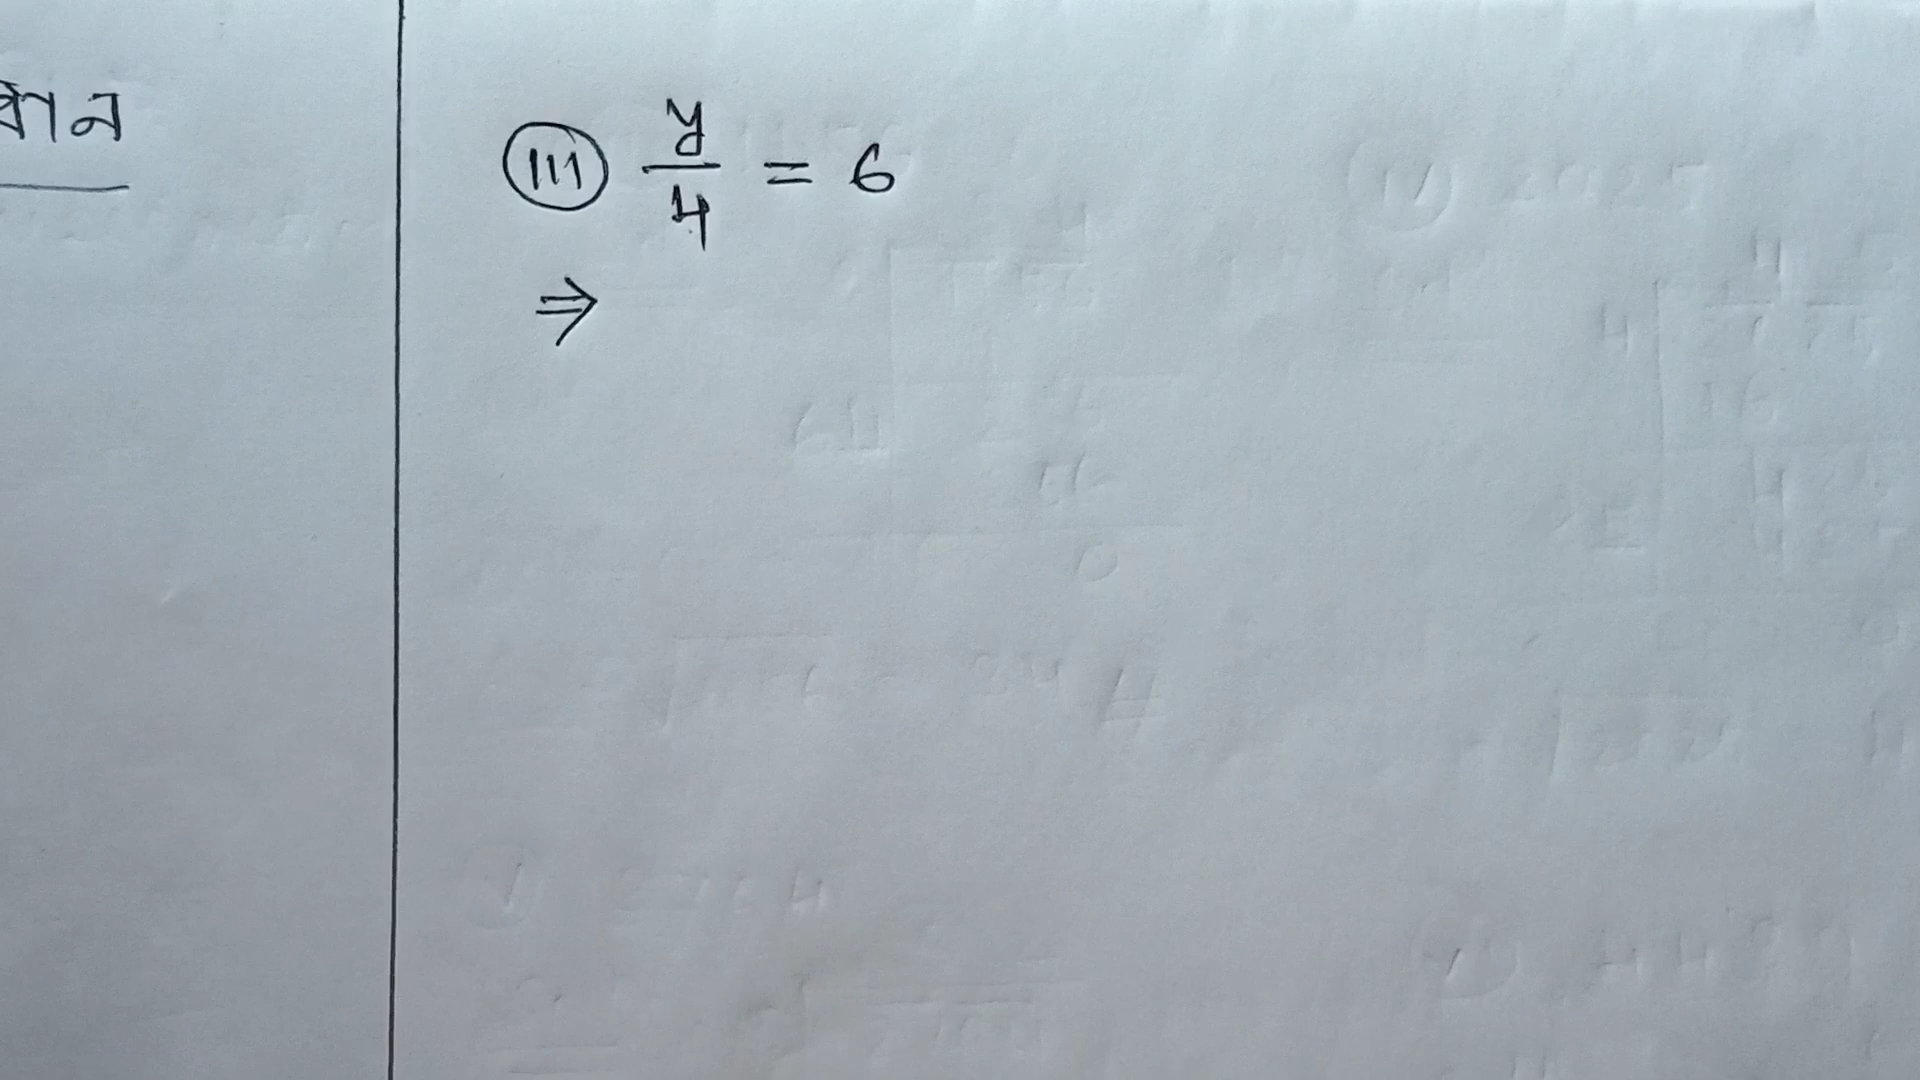 (III) y/4 = 6
⇒